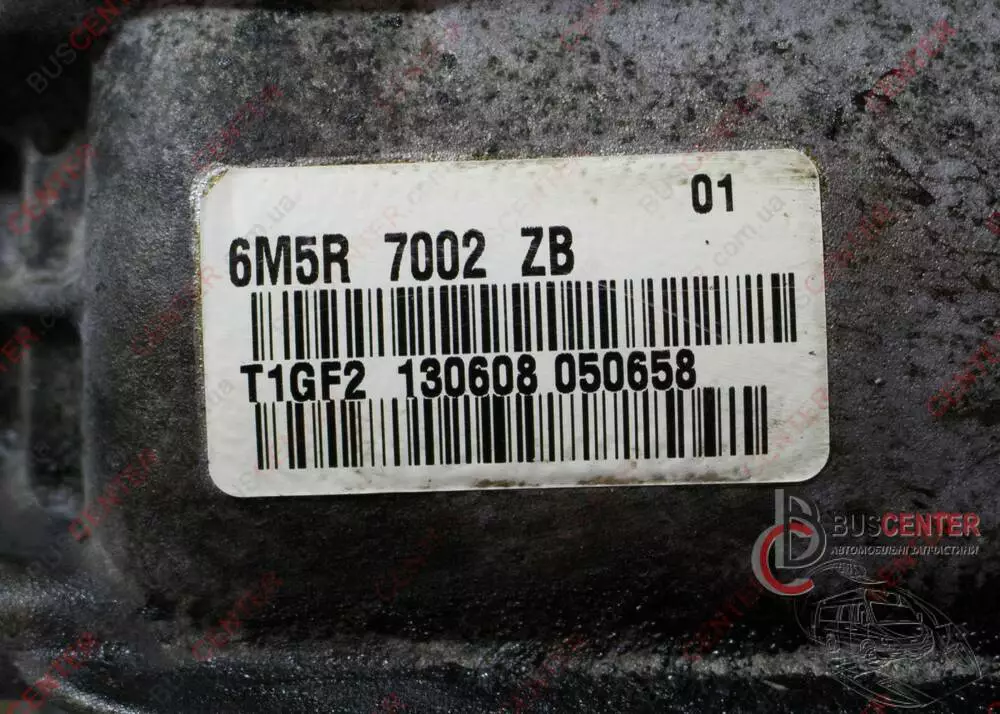 01
6M5R 7002 ZB
T1GF2 130608 050658
BUSCENTER
АВТОМОБІЛЬНІ ЗАПЧАСТИНИ